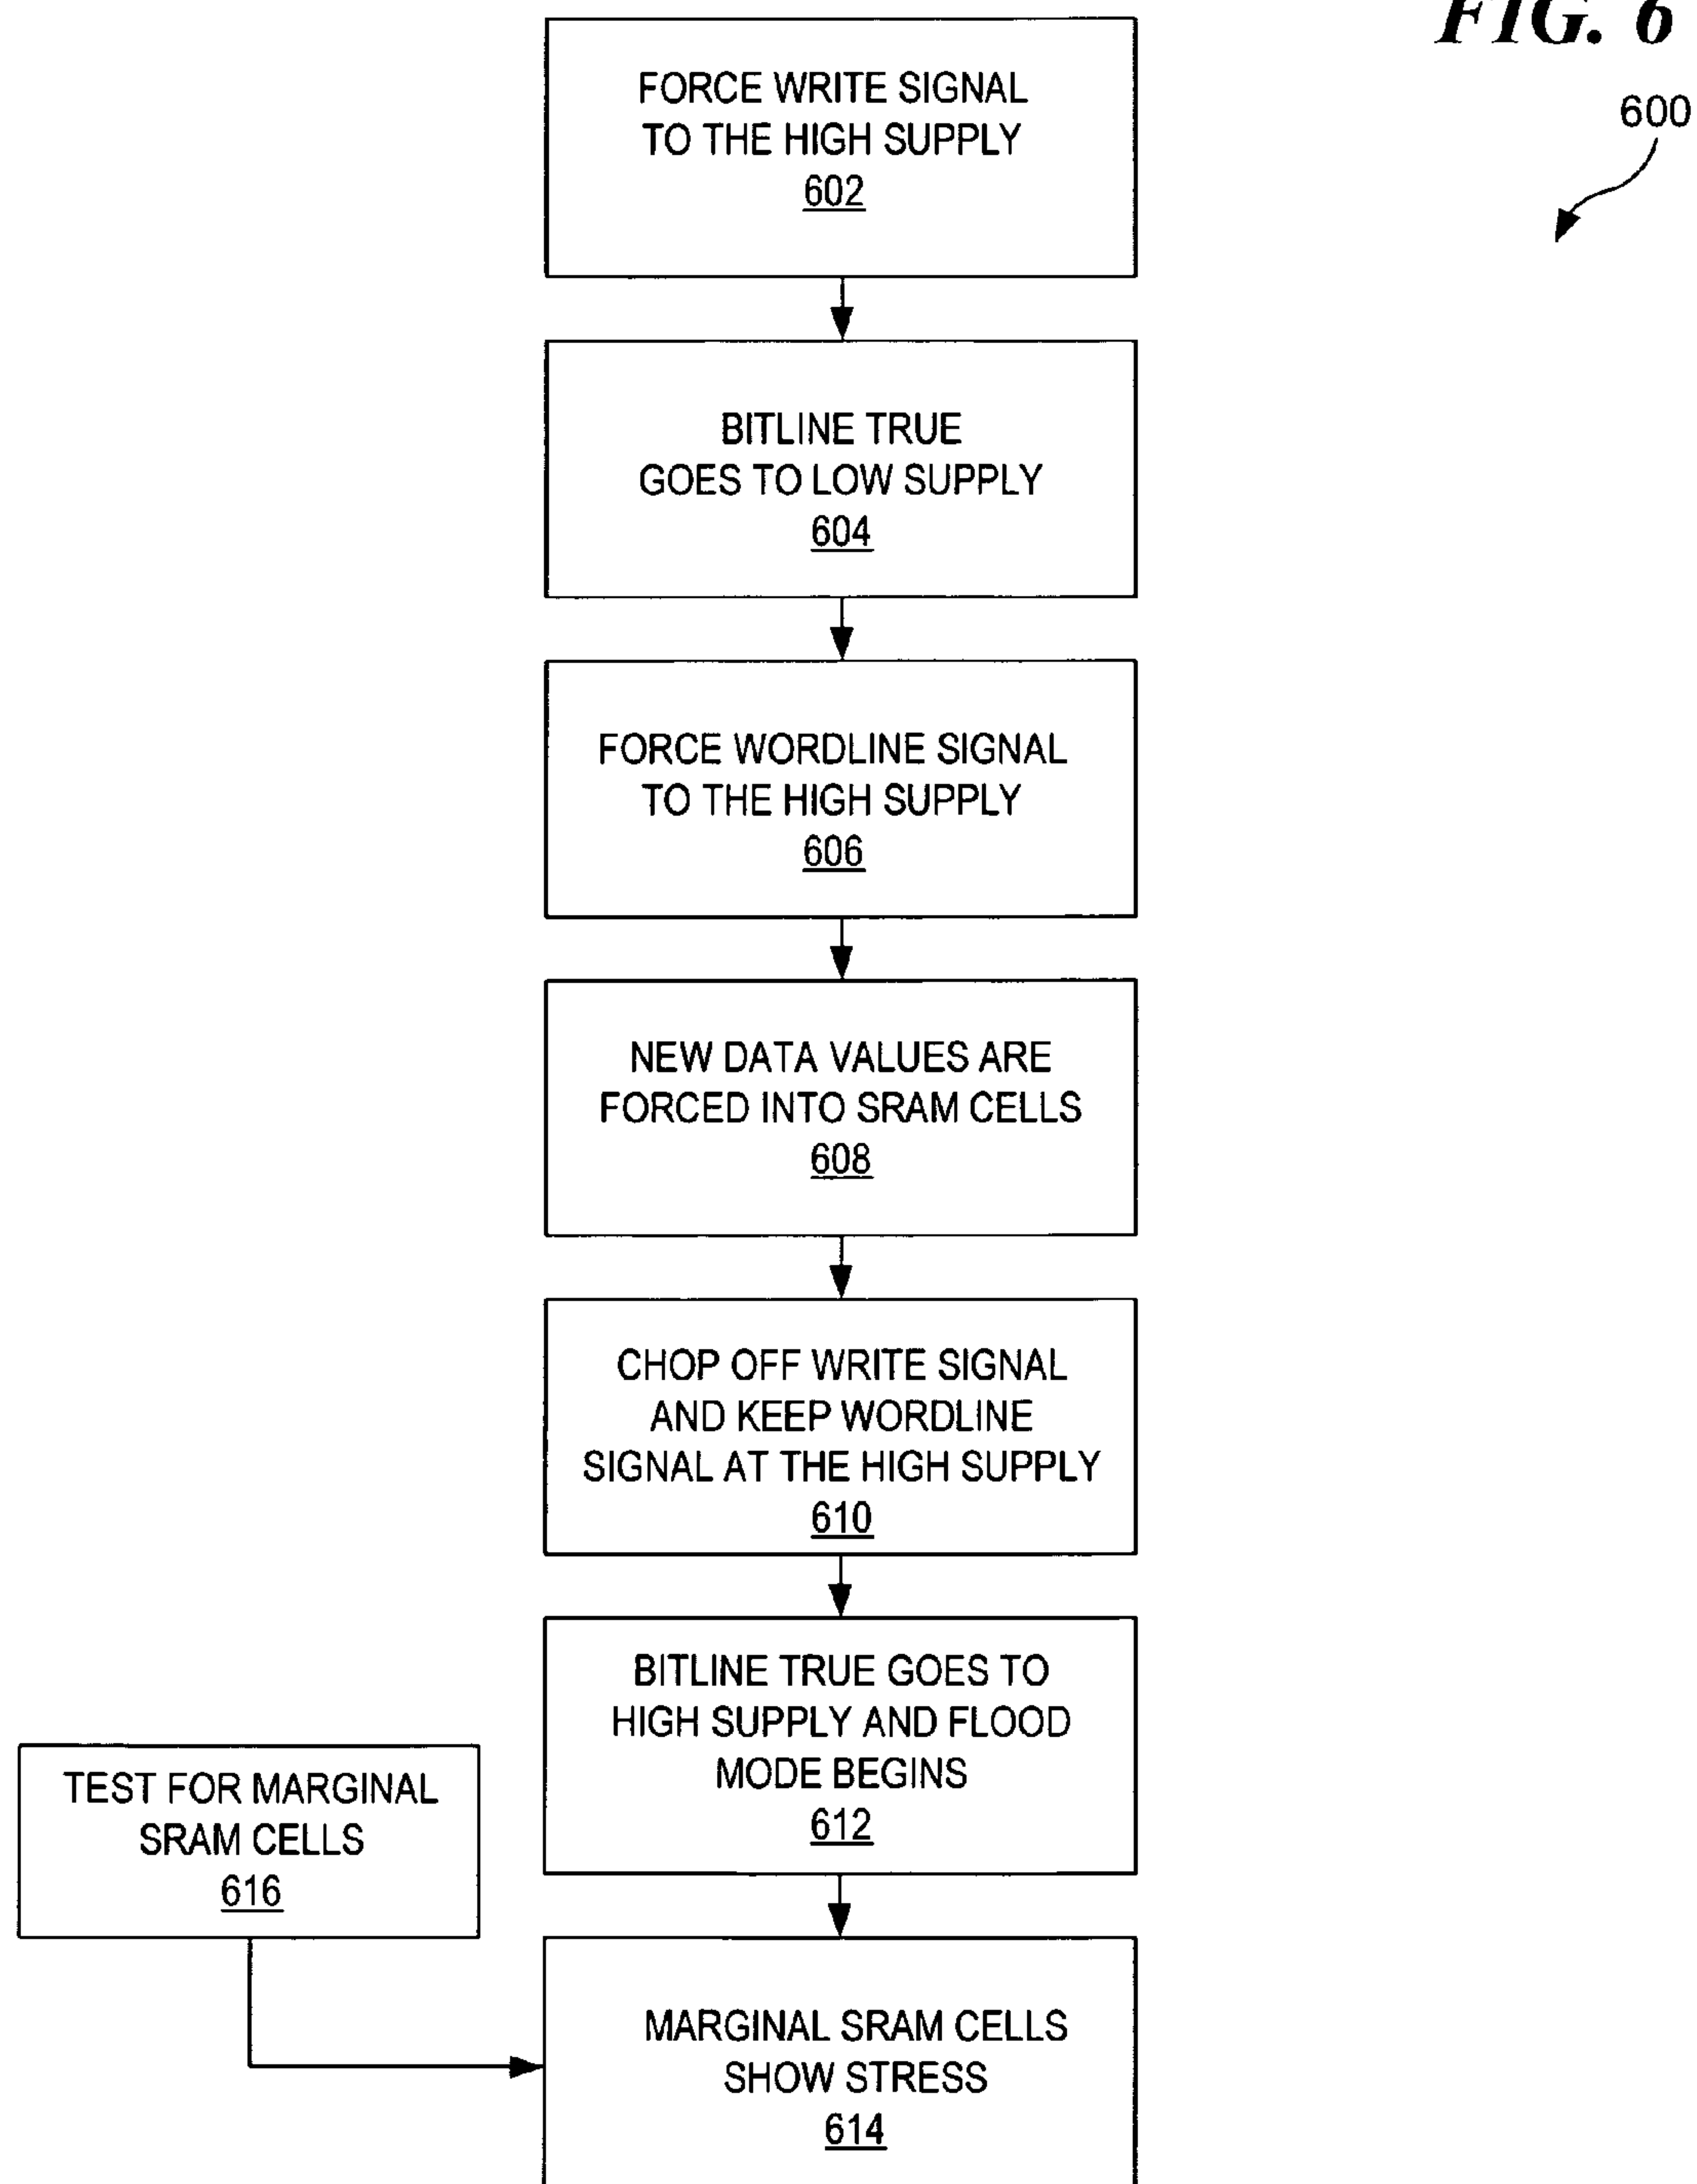 FIG. 6
600
FORCE WRITE SIGNAL
TO THE HIGH SUPPLY
602
BITLINE TRUE
GOES TO LOW SUPPLY
604
FORCE WORDLINE SIGNAL
TO THE HIGH SUPPLY
606
NEW DATA VALUES ARE
FORCED INTO SRAM CELLS
608
CHOP OFF WRITE SIGNAL
AND KEEP WORDLINE
SIGNAL AT THE HIGH SUPPLY
610
BITLINE TRUE GOES TO
HIGH SUPPLY AND FLOOD
MODE BEGINS
612
TEST FOR MARGINAL
SRAM CELLS
616
MARGINAL SRAM CELLS
SHOW STRESS
614